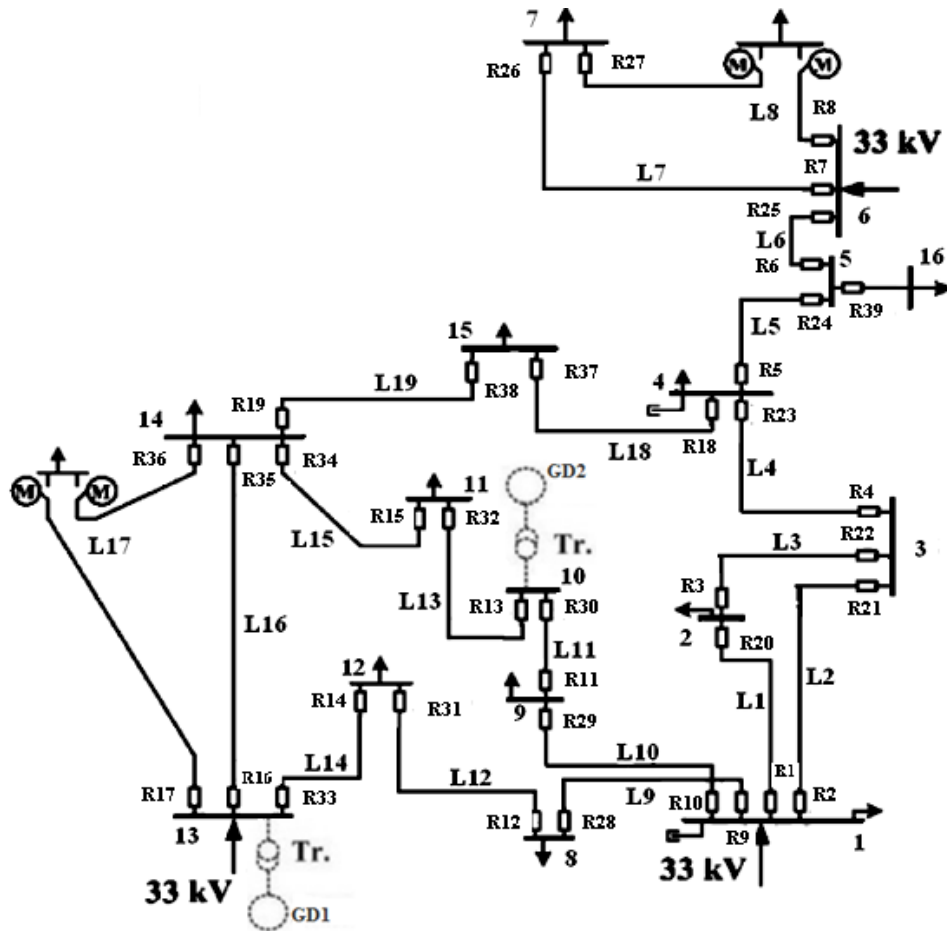 7
R26
R27
M
M
R8
L8
33 kV
R7
L7
R25
6
L6
R6
5
16
R24
R39
L5
15
R5
4
R37
R38
L19
R19
14
R23
R18
L18
R36
R35
R34
GD2
L4
M
M
11
R15
R32
R4
L17
L15
Tr.
R22
3
L3
10
R3
R21
L13
R13
R30
2
R20
L16
L11
12
R11
L2
R14
R31
9
L1
R29
L10
L14
R1
R17
R16
R33
L12
L9
R10
R2
13
R12
R28
R9
1
Tr.
8
33 kV
33 kV
GD1